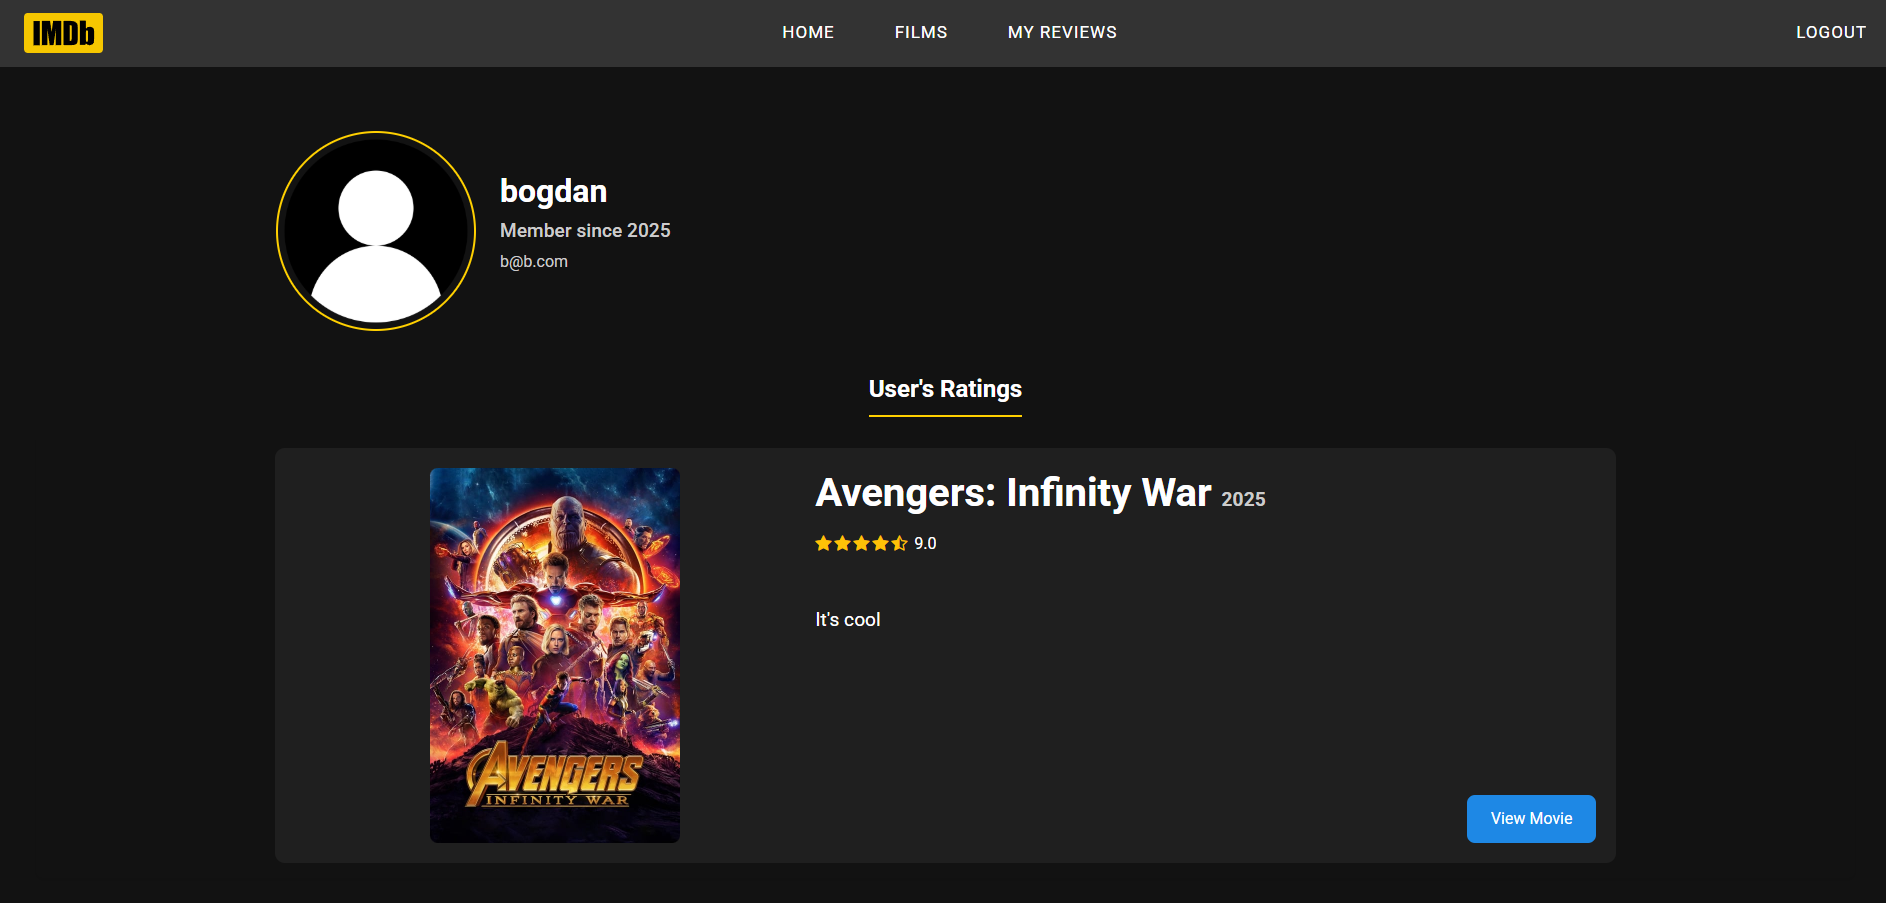 IMDb
HOME FILMS MY REVIEWS LOGOUT
bogdan
Member since 2025
b@b.com
User's Ratings
Avengers: Infinity War 2025
9.0
It's cool
AVENGERS
INFINITY WAR
View Movie